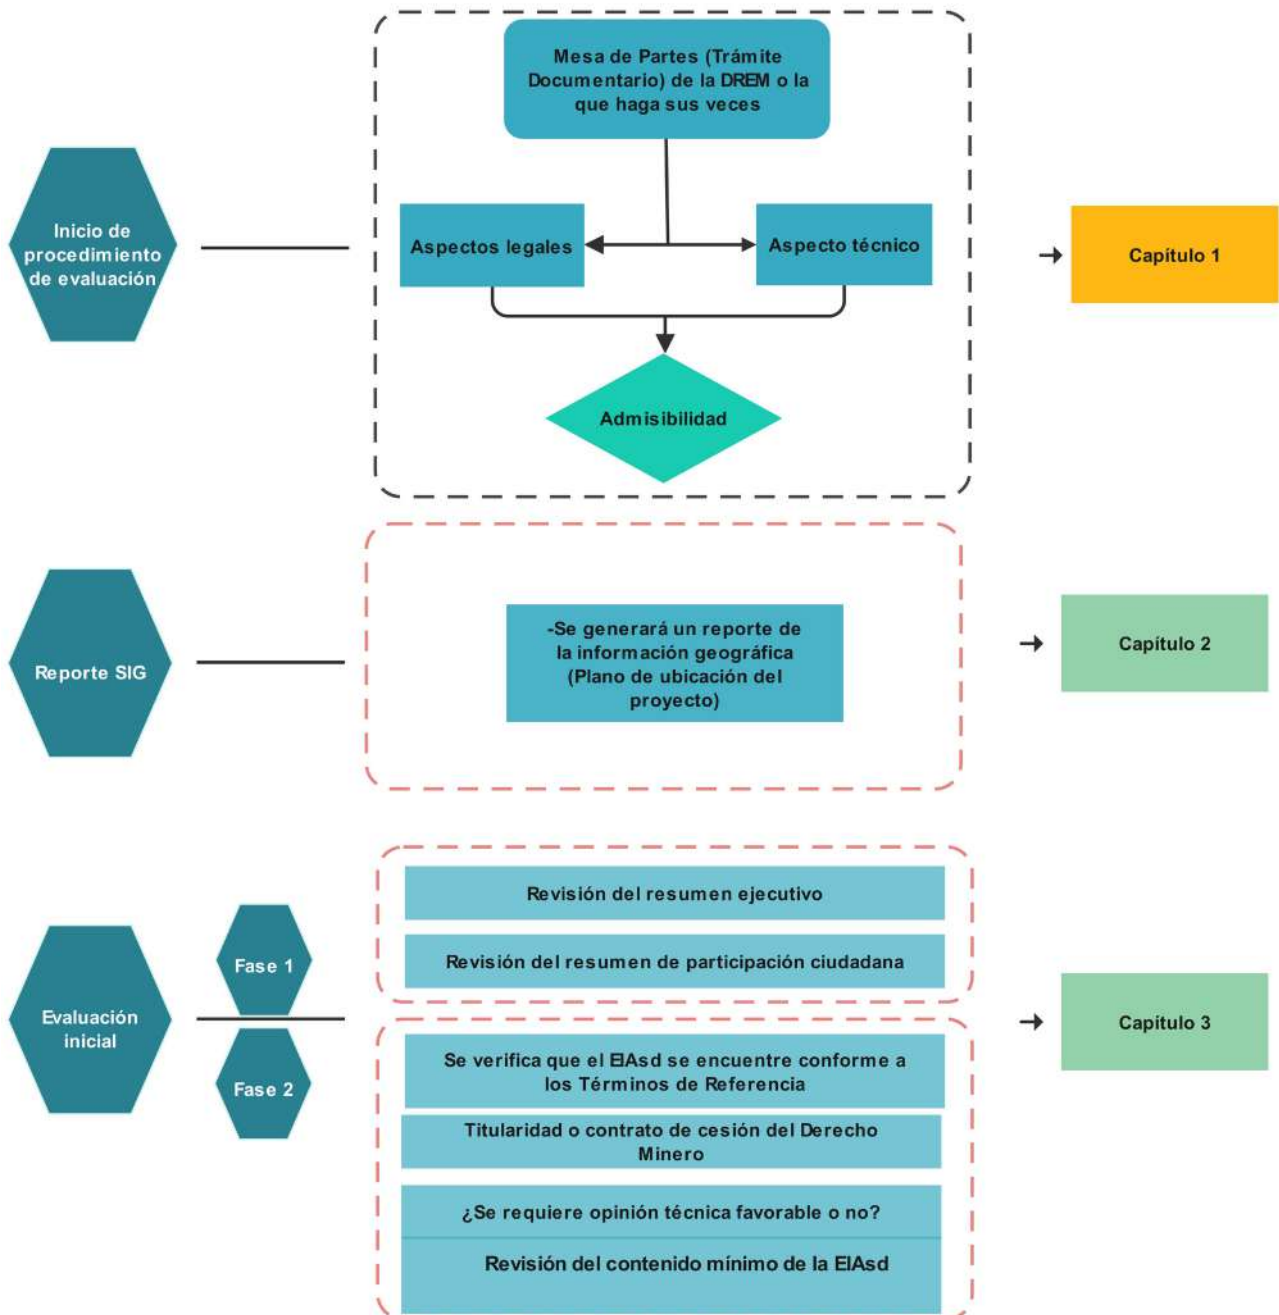 Mesa de Partes (Trámite
Documentario) de la DREM o la
que haga sus veces
Inicio de
procedimiento
de evaluación
Aspectos legales
Aspecto técnico
Capítulo 1
Admisibilidad
Reporte SIG
-Se generará un reporte de
la información geográfica
(Plano de ubicación del
proyecto)
Capítulo 2
Evaluación
inicial
Fase 1
Revisión del resumen ejecutivo
Revisión del resumen de participación ciudadana
Fase 2
Se verifica que el EIAsd se encuentre conforme a
los Términos de Referencia
Titularidad o contrato de cesión del Derecho
Minero
¿Se requiere opinión técnica favorable o no?
Revisión del contenido mínimo de la EIAsd
Capítulo 3